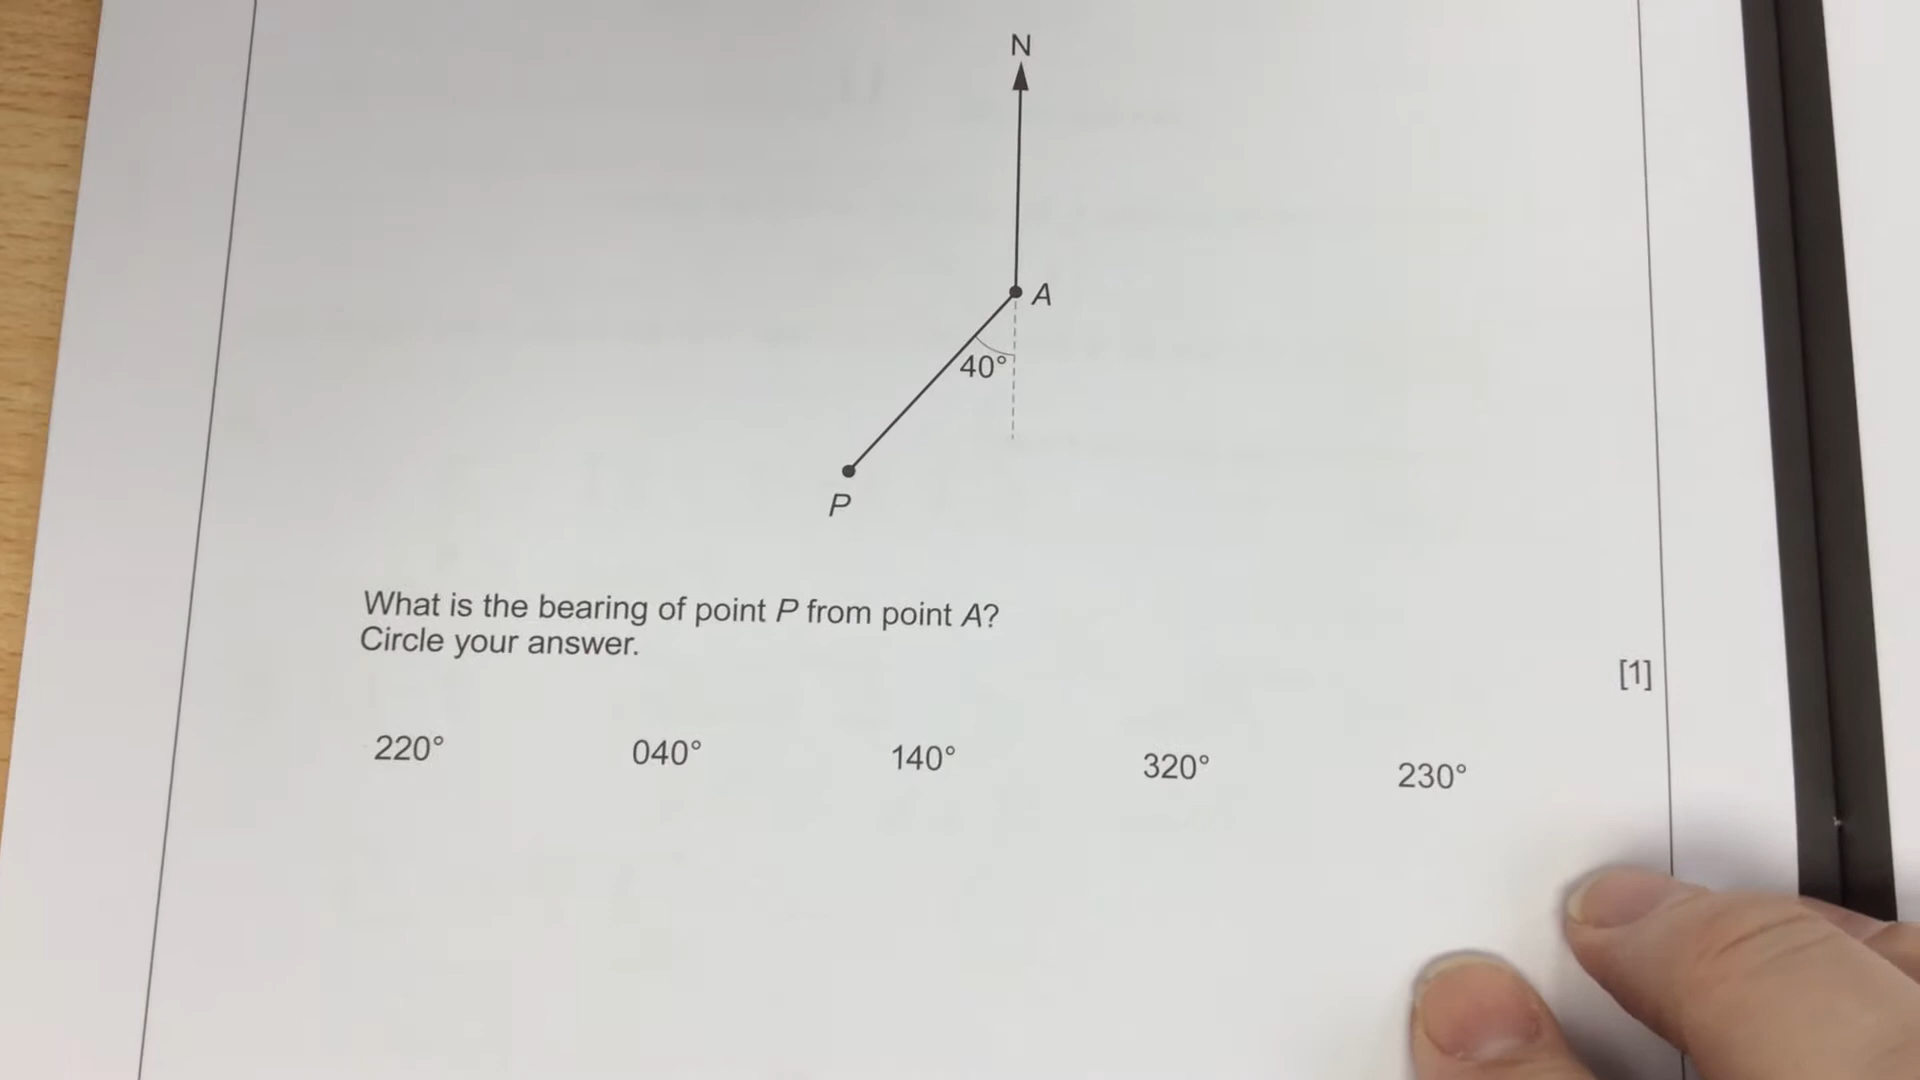 N
A
40°
P
What is the bearing of point P from point A?
Circle your answer.
[1]
220° 040° 140° 320° 230°